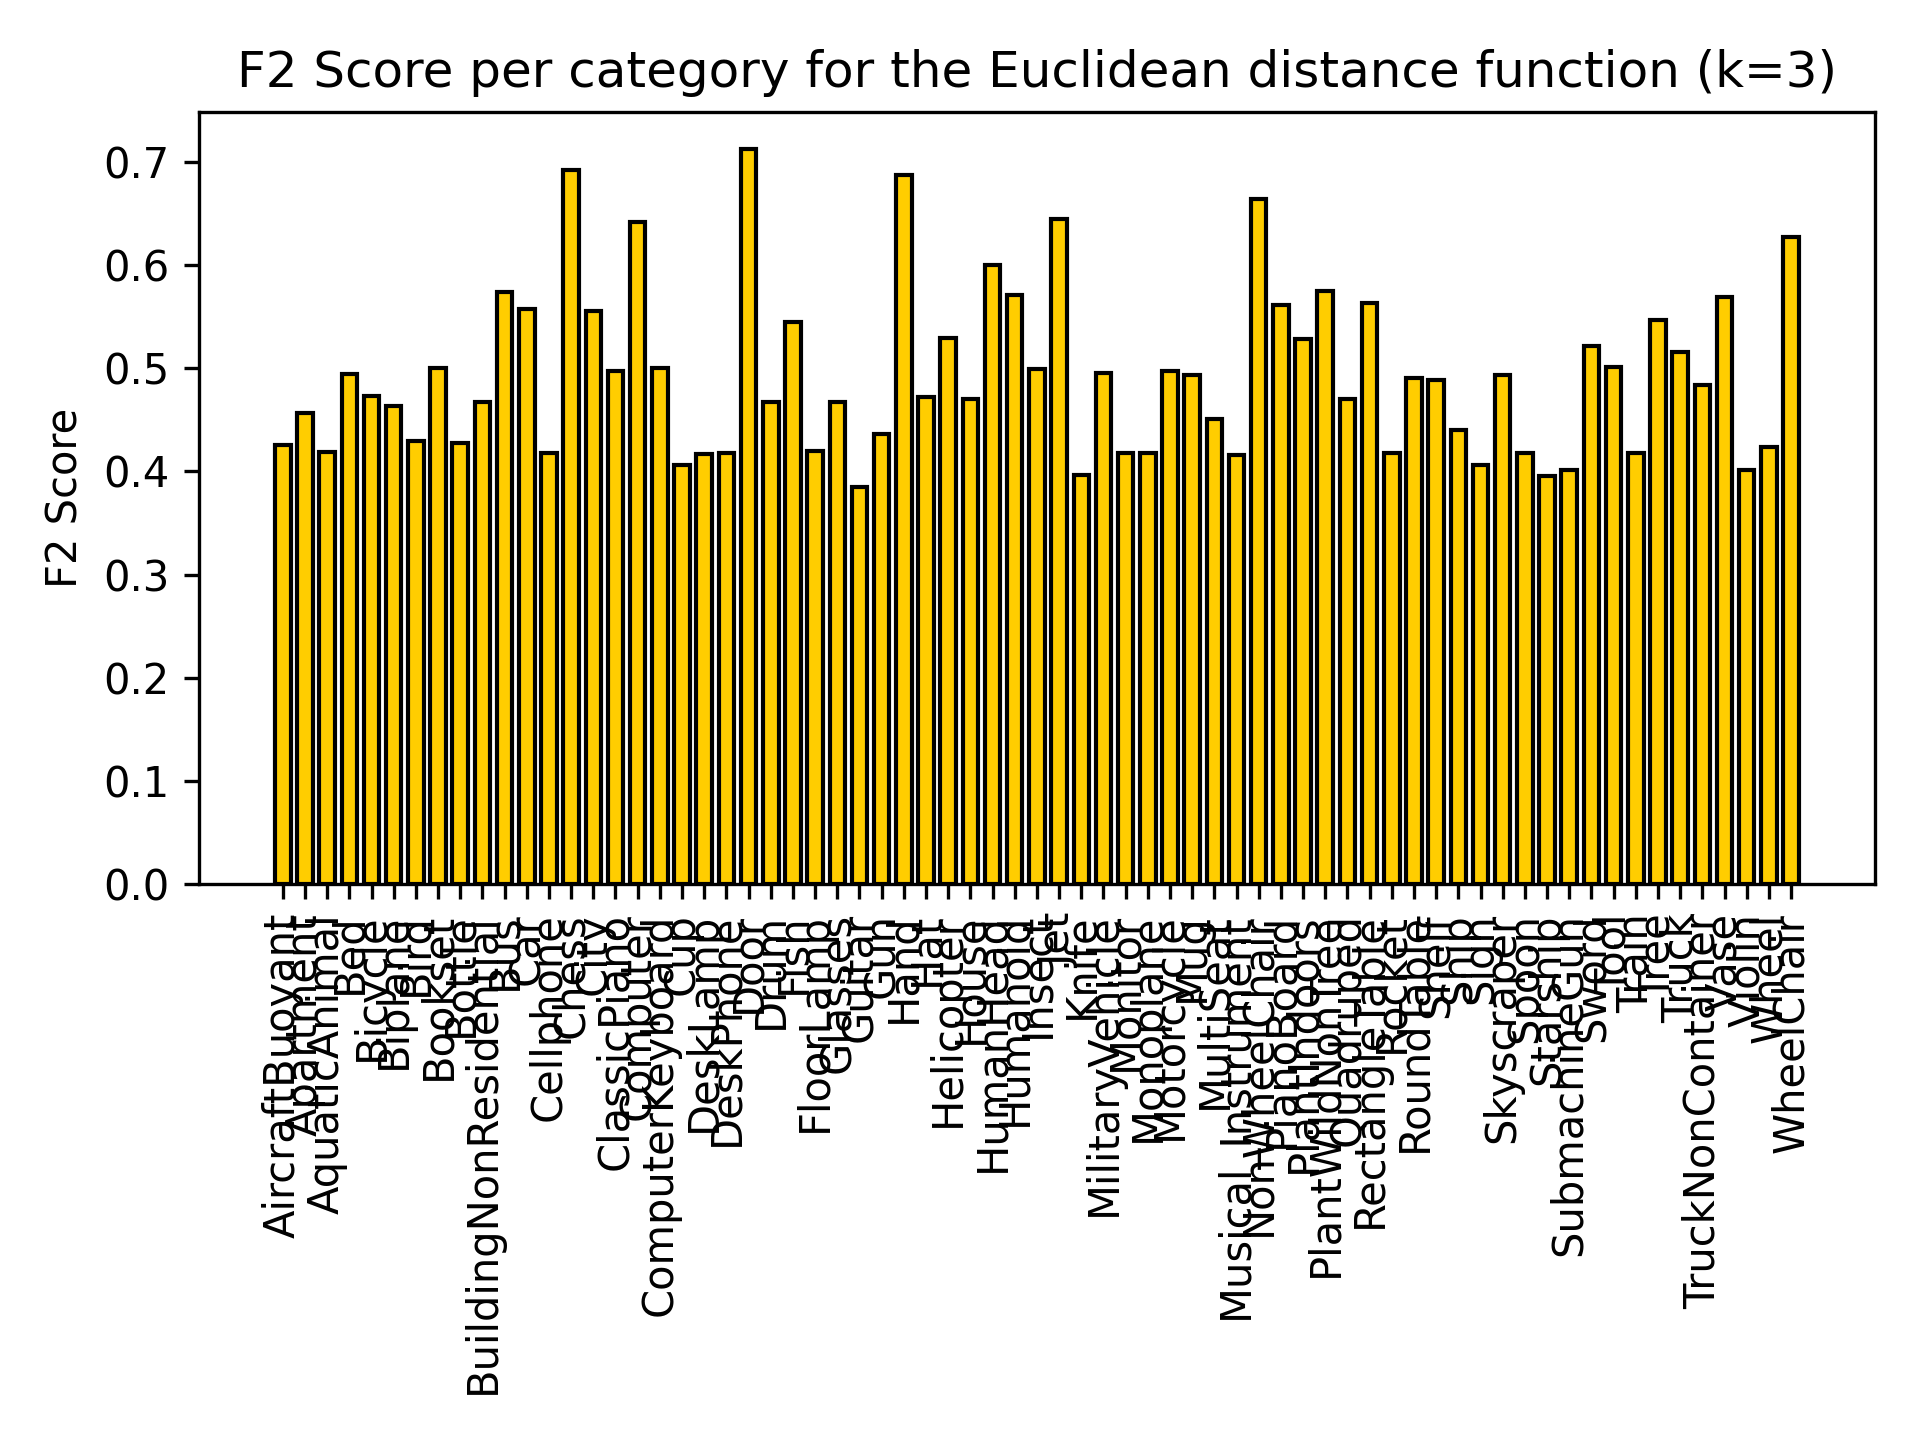 F2 Score per category for the Euclidean distance function (k=3)
F2 Score
0.7
0.6
0.5
0.4
0.3
0.2
0.1
0.0
AircraftBuoyant
Apartment
AquaticAnimal
Bed
Bicycle
Biplane
Bird
Bookset
Bottle
BuildingNonResidential
Bus
Car
Cellphone
Chess
City
ClassicPiano
Computer
ComputerKeyboard
Cup
DeskLamp
DeskPhone
Door
Drum
Fish
FloorLamp
Glasses
Guitar
Gun
Hand
Hat
Helicopter
House
HumanHead
Humanoid
Insect
Jet
Knife
MilitaryVehicle
Monitor
Monoplane
Motorcycle
Mug
MultiSeat
Musical_Instrument
NonWheelChair
PianoBoard
PlantIndoors
PlantWildNonTree
Quadruped
RectangleTable
Rocket
RoundTable
Shelf
Ship
Sign
Skyscraper
Spoon
Starship
SubmachineGun
Sword
Tool
Train
Tree
Truck
TruckNonContainer
Vase
Violin
Wheel
WheelChair